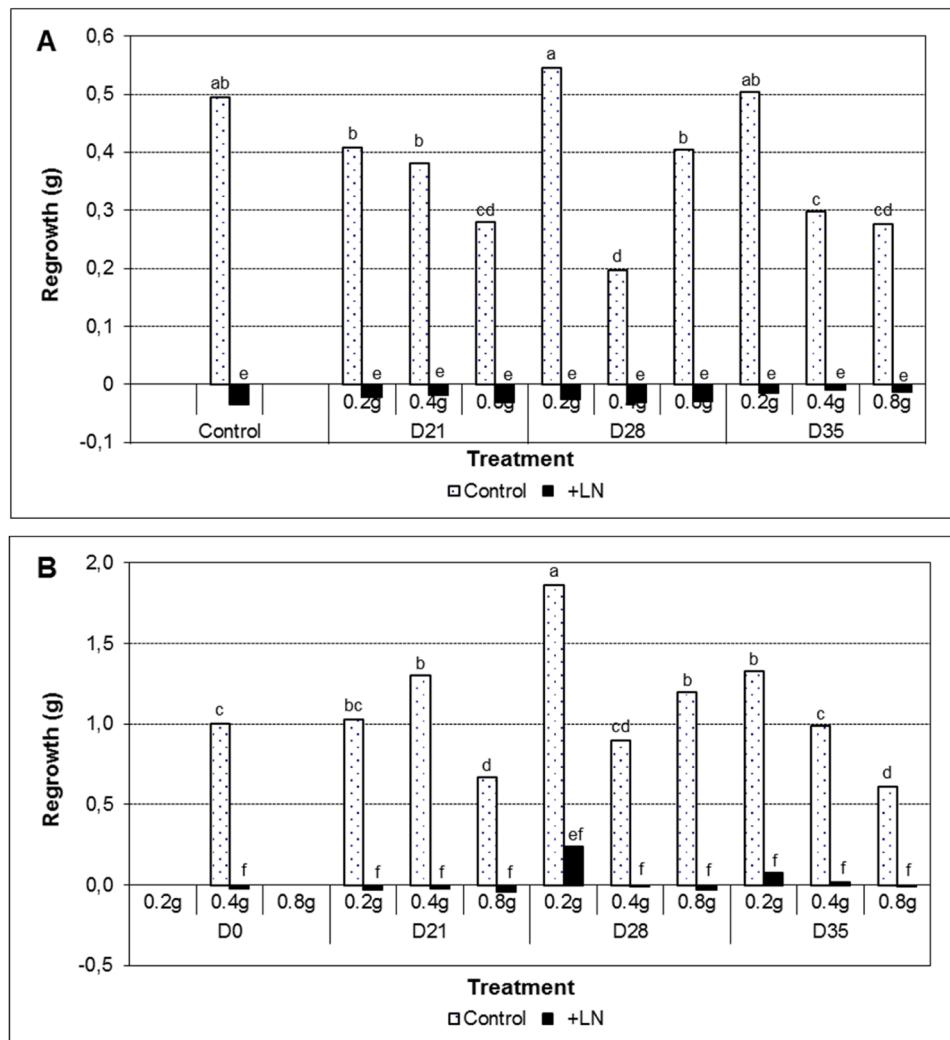 A
0,6
0,5
0,4
0,3
0,2
0,1
0
-0,1
Regrowth (g)
ab
e
b
e
b
e
cd
e
a
e
d
e
b
e
ab
e
c
e
cd
e
0.2g 0.4g 0.8g 0.2g 0.4g 0.8g 0.2g 0.4g 0.8g
Control D21 D28 D35
Treatment
Control +LN
B
2,0
1,5
1,0
0,5
0,0
-0,5
Regrowth (g)
c
f
bc
f
b
f
d
f
a
ef
cd
f
b
f
b
f
c
f
d
f
0.2g 0.4g 0.8g 0.2g 0.4g 0.8g 0.2g 0.4g 0.8g 0.2g 0.4g 0.8g
D0 D21 D28 D35
Treatment
Control +LN